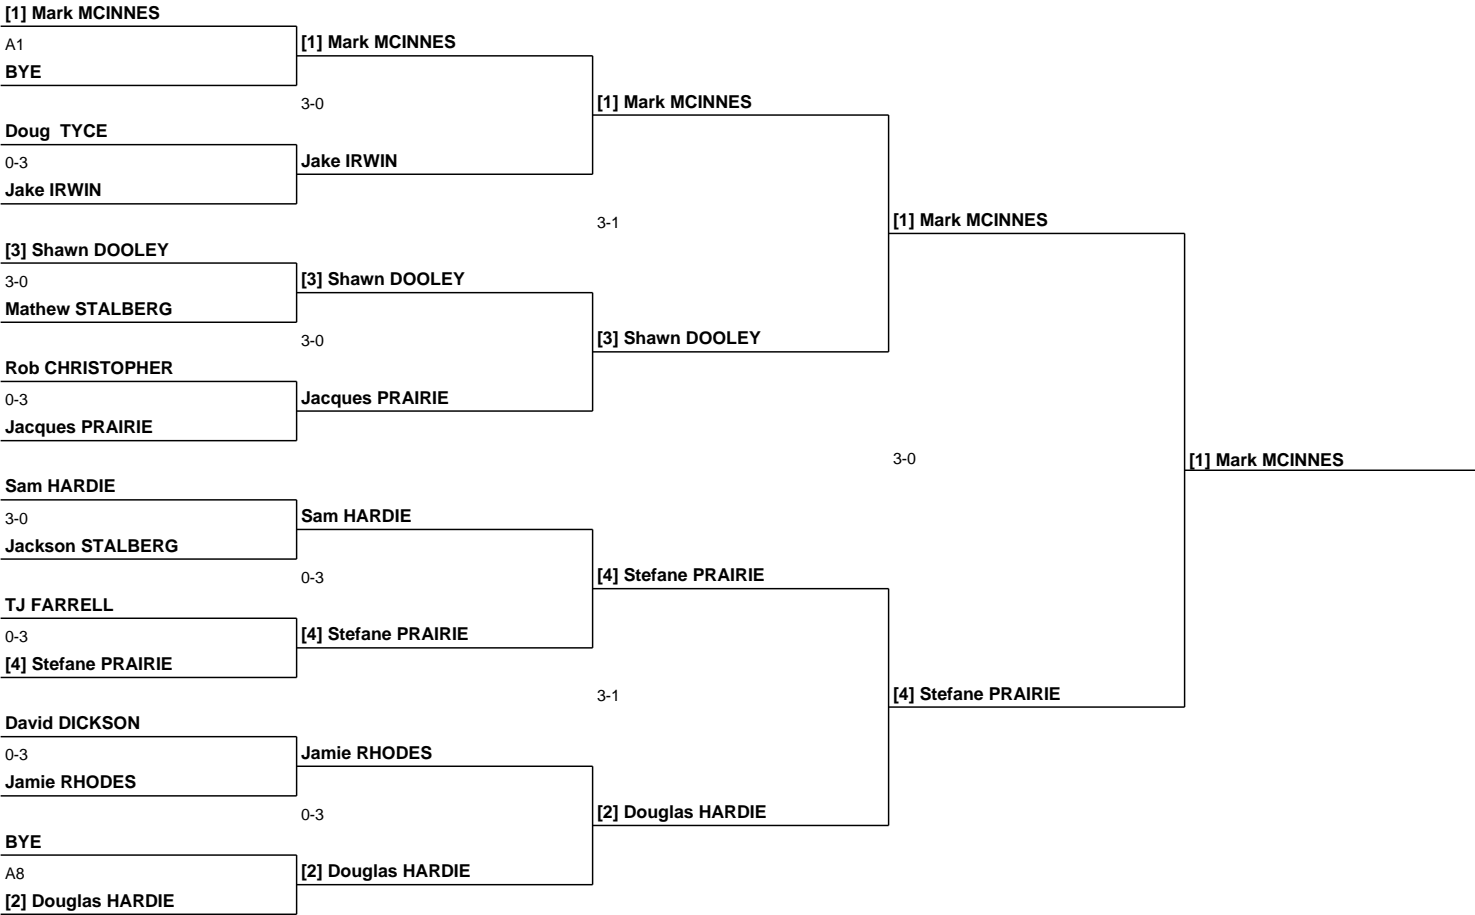 [1] Mark MCINNES
A1
BYE
[1] Mark MCINNES
3-0
Doug  TYCE
0-3
Jake IRWIN
Jake IRWIN
[1] Mark MCINNES
3-1
[3] Shawn DOOLEY
3-0
Mathew STALBERG
[3] Shawn DOOLEY
3-0
Rob CHRISTOPHER
0-3
Jacques PRAIRIE
Jacques PRAIRIE
[3] Shawn DOOLEY
[1] Mark MCINNES
3-0
[1] Mark MCINNES
Sam HARDIE
3-0
Jackson STALBERG
Sam HARDIE
0-3
TJ FARRELL
0-3
[4] Stefane PRAIRIE
[4] Stefane PRAIRIE
[4] Stefane PRAIRIE
3-1
[4] Stefane PRAIRIE
David DICKSON
0-3
Jamie RHODES
Jamie RHODES
0-3
BYE
A8
[2] Douglas HARDIE
[2] Douglas HARDIE
[2] Douglas HARDIE